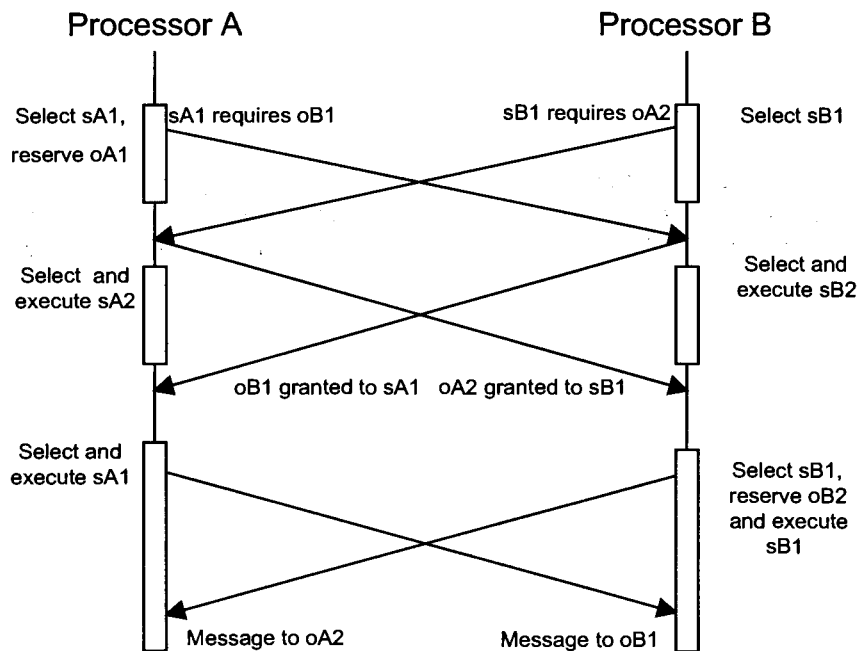 Processor A
Processor B
Select sA1,
reserve oA1
sA1 requires oB1
sB1 requires oA2
Select sB1
Select and
execute sA2
Select and
execute sB2
oB1 granted to sA1
oA2 granted to sB1
Select and
execute sA1
Select sB1,
reserve oB2
and execute
sB1
Message to oA2
Message to oB1